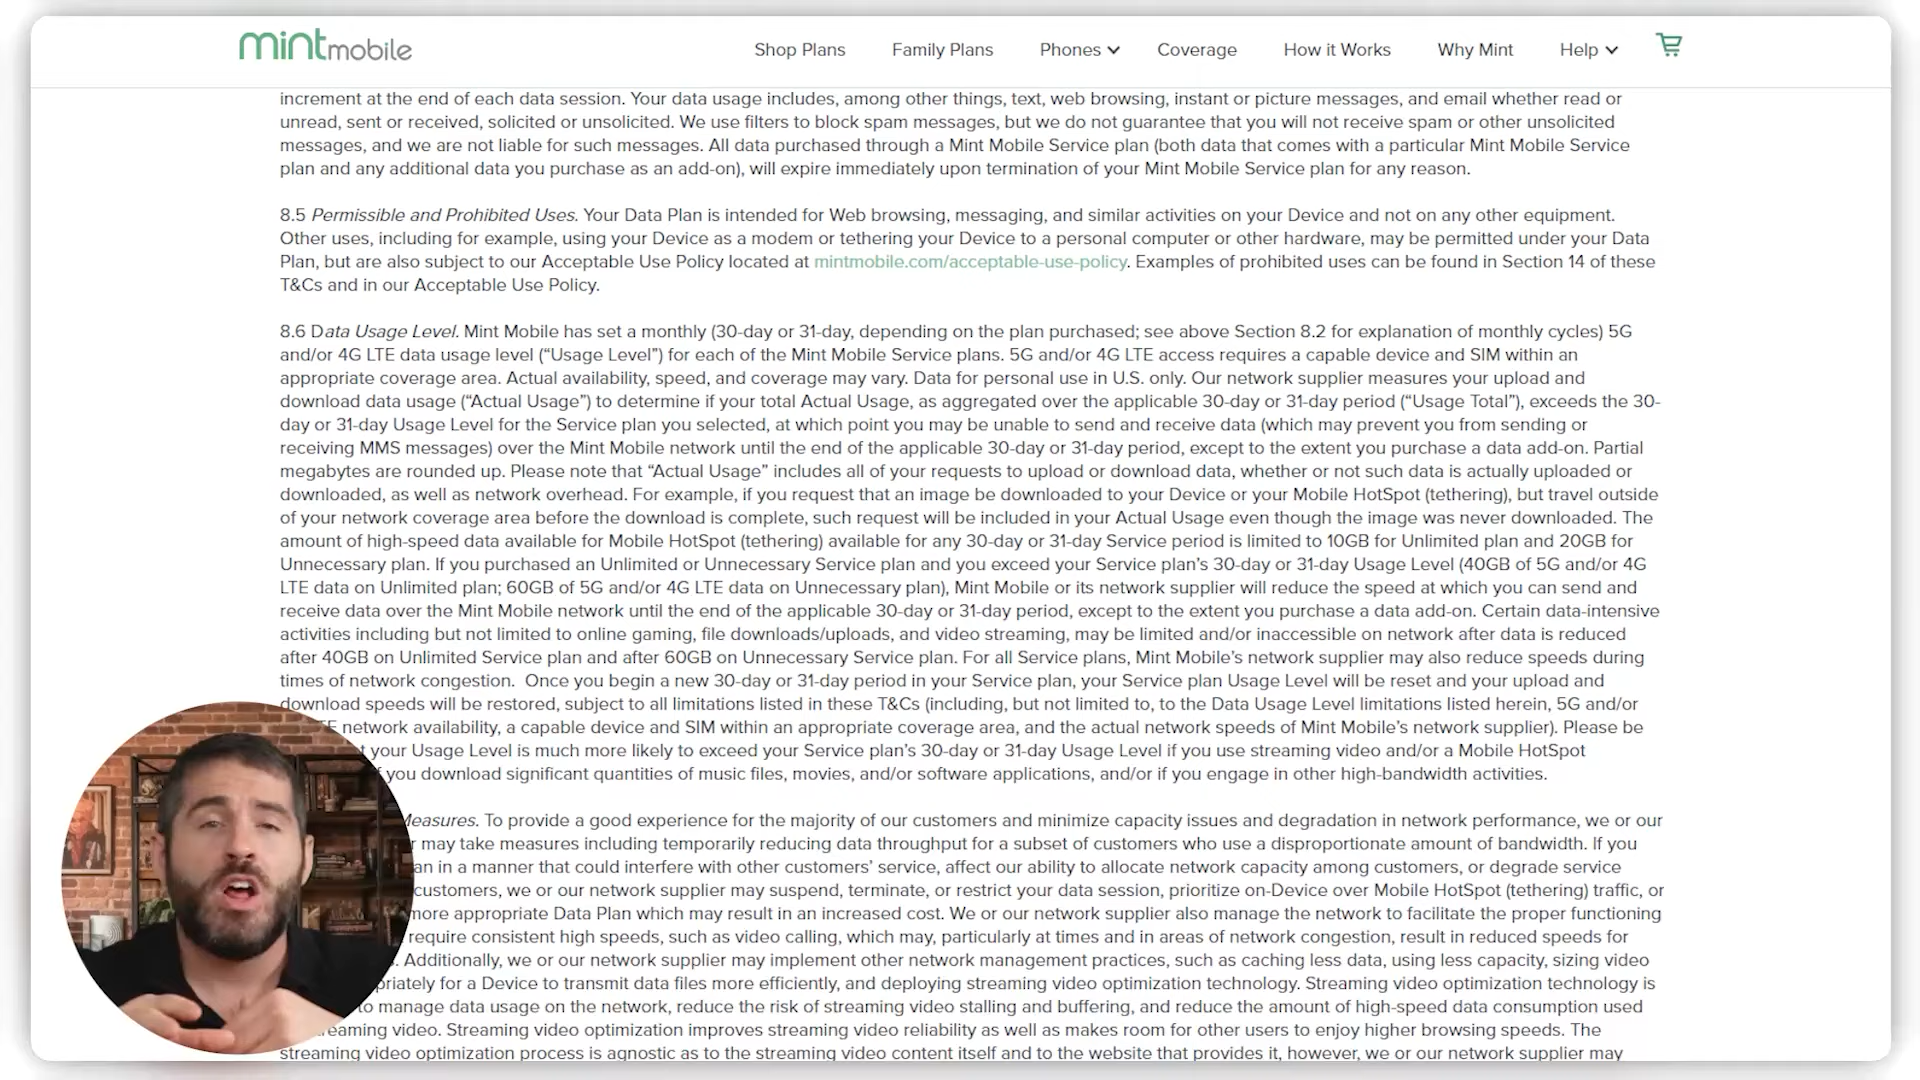 mintmobile
Shop Plans Family Plans Phones Coverage How it Works Why Mint Help
increment at the end of each data session. Your data usage includes, among other things, text, web browsing, instant or picture messages, and email whether read or
unread, sent or received, solicited or unsolicited. We use filters to block spam messages, but we do not guarantee that you will not receive spam or other unsolicited
messages, and we are not liable for such messages. All data purchased through a Mint Mobile Service plan (both data that comes with a particular Mint Mobile Service
plan and any additional data you purchase as an add-on), will expire immediately upon termination of your Mint Mobile Service plan for any reason.
8.5 Permissible and Prohibited Uses. Your Data Plan is intended for Web browsing, messaging, and similar activities on your Device and not on any other equipment.
Other uses, including for example, using your Device as a modem or tethering your Device to a personal computer or other hardware, may be permitted under your Data
Plan, but are also subject to our Acceptable Use Policy located at mintmobile.com/acceptable-use-policy. Examples of prohibited uses can be found in Section 14 of these
T&Cs and in our Acceptable Use Policy.
8.6 Data Usage Level. Mint Mobile has set a monthly (30-day or 31-day, depending on the plan purchased; see above Section 8.2 for explanation of monthly cycles) 5G
and/or 4G LTE data usage level (“Usage Level”) for each of the Mint Mobile Service plans. 5G and/or 4G LTE access requires a capable device and SIM within an
appropriate coverage area. Actual availability, speed, and coverage may vary. Data for personal use in U.S. only. Our network supplier measures your upload and
download data usage (“Actual Usage”) to determine if your total Actual Usage, as aggregated over the applicable 30-day or 31-day period (“Usage Total”), exceeds the 30-
day or 31-day Usage Level for the Service plan you selected, at which point you may be unable to send and receive data (which may prevent you from sending or
receiving MMS messages) over the Mint Mobile network until the end of the applicable 30-day or 31-day period, except to the extent you purchase a data add-on. Partial
megabytes are rounded up. Please note that “Actual Usage” includes all of your requests to upload or download data, whether or not such data is actually uploaded or
downloaded, as well as network overhead. For example, if you request that an image be downloaded to your Device or your Mobile HotSpot (tethering), but travel outside
of your network coverage area before the download is complete, such request will be included in your Actual Usage even though the image was never downloaded. The
amount of high-speed data available for Mobile HotSpot (tethering) available for any 30-day or 31-day Service period is limited to 10GB for Unlimited plan and 20GB for
Unnecessary plan. If you purchased an Unlimited or Unnecessary Service plan and you exceed your Service plan’s 30-day or 31-day Usage Level (40GB of 5G and/or 4G
LTE data on Unlimited plan; 60GB of 5G and/or 4G LTE data on Unnecessary plan), Mint Mobile or its network supplier will reduce the speed at which you can send and
receive data over the Mint Mobile network until the end of the applicable 30-day or 31-day period, except to the extent you purchase a data add-on. Certain data-intensive
activities including but not limited to online gaming, file downloads/uploads, and video streaming, may be limited and/or inaccessible on network after data is reduced
after 40GB on Unlimited Service plan and after 60GB on Unnecessary Service plan. For all Service plans, Mint Mobile’s network supplier may also reduce speeds during
times of network congestion. Once you begin a new 30-day or 31-day period in your Service plan, your Service plan Usage Level will be reset and your upload and
download speeds will be restored, subject to all limitations listed in these T&Cs (including, but not limited to, to the Data Usage Level limitations listed herein, 5G and/or
network availability, a capable device and SIM within an appropriate coverage area, and the actual network speeds of Mint Mobile’s network supplier). Please be
your Usage Level is much more likely to exceed your Service plan’s 30-day or 31-day Usage Level if you use streaming video and/or a Mobile HotSpot
you download significant quantities of music files, movies, and/or software applications, and/or if you engage in other high-bandwidth activities.
Measures. To provide a good experience for the majority of our customers and minimize capacity issues and degradation in network performance, we or our
may take measures including temporarily reducing data throughput for a subset of customers who use a disproportionate amount of bandwidth. If you
an in a manner that could interfere with other customers’ service, affect our ability to allocate network capacity among customers, or degrade service
customers, we or our network supplier may suspend, terminate, or restrict your data session, prioritize on-Device over Mobile HotSpot (tethering) traffic, or
more appropriate Data Plan which may result in an increased cost. We or our network supplier also manage the network to facilitate the proper functioning
require consistent high speeds, such as video calling, which may, particularly at times and in areas of network congestion, result in reduced speeds for
Additionally, we or our network supplier may implement other network management practices, such as caching less data, using less capacity, sizing video
priately for a Device to transmit data files more efficiently, and deploying streaming video optimization technology. Streaming video optimization technology is
to manage data usage on the network, reduce the risk of streaming video stalling and buffering, and reduce the amount of high-speed data consumption used
eaming video. Streaming video optimization improves streaming video reliability as well as makes room for other users to enjoy higher browsing speeds. The
streaming video optimization process is agnostic as to the streaming video content itself and to the website that provides it, however, we or our network supplier may